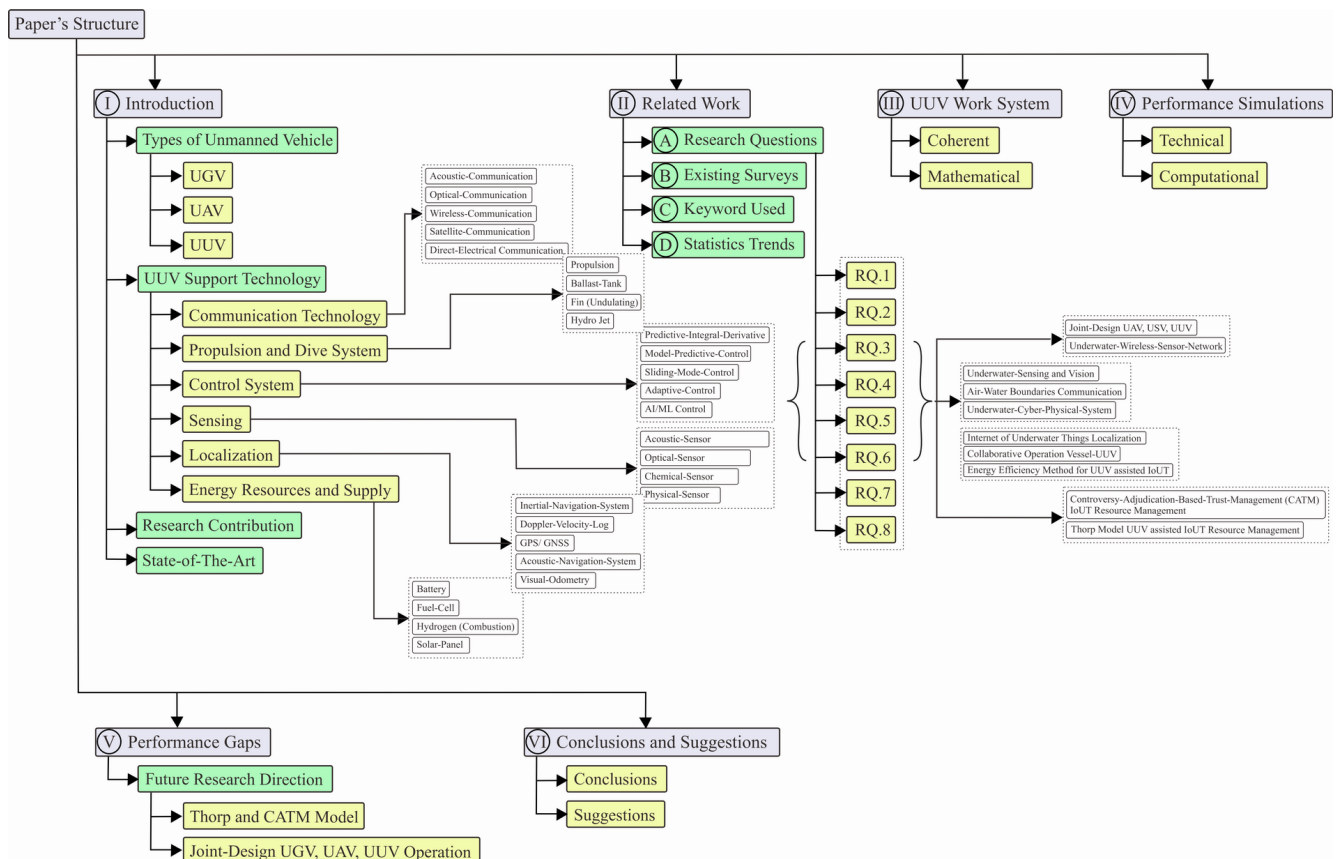 Paper's Structure
I Introduction
Types of Unmanned Vehicle
UGV
UAV
UUV
UUV Support Technology
Communication Technology
Propulsion and Dive System
Control System
Sensing
Localization
Energy Resources and Supply
Research Contribution
State-of-The-Art
Acoustic-Communication
Optical-Communication
Wireless-Communication
Satellite-Communication
Direct-Electrical Communication
Propulsion
Ballast-Tank
Fin (Undulating)
Hydro Jet
Predictive-Integral-Derivative
Model-Predictive-Control
Sliding-Mode-Control
Adaptive-Control
AI/ML Control
Acoustic-Sensor
Optical-Sensor
Chemical-Sensor
Physical-Sensor
Inertial-Navigation-System
Doppler-Velocity-Log
GPS/ GNSS
Acoustic-Navigation-System
Visual-Odometry
Battery
Fuel-Cell
Hydrogen (Combustion)
Solar-Panel
II Related Work
A Research Questions
B Existing Surveys
C Keyword Used
D Statistics Trends
RQ.1
RQ.2
RQ.3
RQ.4
RQ.5
RQ.6
RQ.7
RQ.8
Joint-Design UAV, USV, UUV
Underwater-Wireless-Sensor-Network
Underwater-Sensing and Vision
Air-Water Boundaries Communication
Underwater-Cyber-Physical-System
Internet of Underwater Things Localization
Collaborative Operation Vessel-UUV
Energy Efficiency Method for UUV assisted IoUT
Controversy-Adjudication-Based-Trust-Management (CATM)
IoUT Resource Management
Thorp Model UUV assisted IoUT Resource Management
III UUV Work System
Coherent
Mathematical
IV Performance Simulations
Technical
Computational
V Performance Gaps
Future Research Direction
Thorp and CATM Model
Joint-Design UGV, UAV, UUV Operation
VI Conclusions and Suggestions
Conclusions
Suggestions